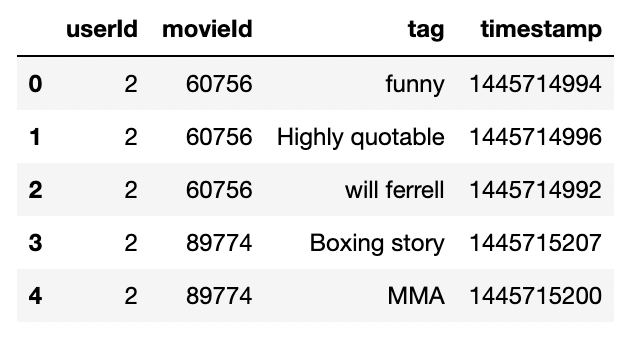 userId movieId tag timestamp
0 2 60756 funny 1445714994
1 2 60756 Highly quotable 1445714996
2 2 60756 will ferrell 1445714992
3 2 89774 Boxing story 1445715207
4 2 89774 MMA 1445715200